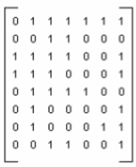 0 1 1 1 1 1 1
0 0 1 1 0 0 0
1 1 1 1 0 0 1
1 1 1 0 0 0 1
0 1 1 1 1 0 0
0 1 0 0 0 0 1
0 1 0 0 0 1 1
0 0 1 1 0 0 1